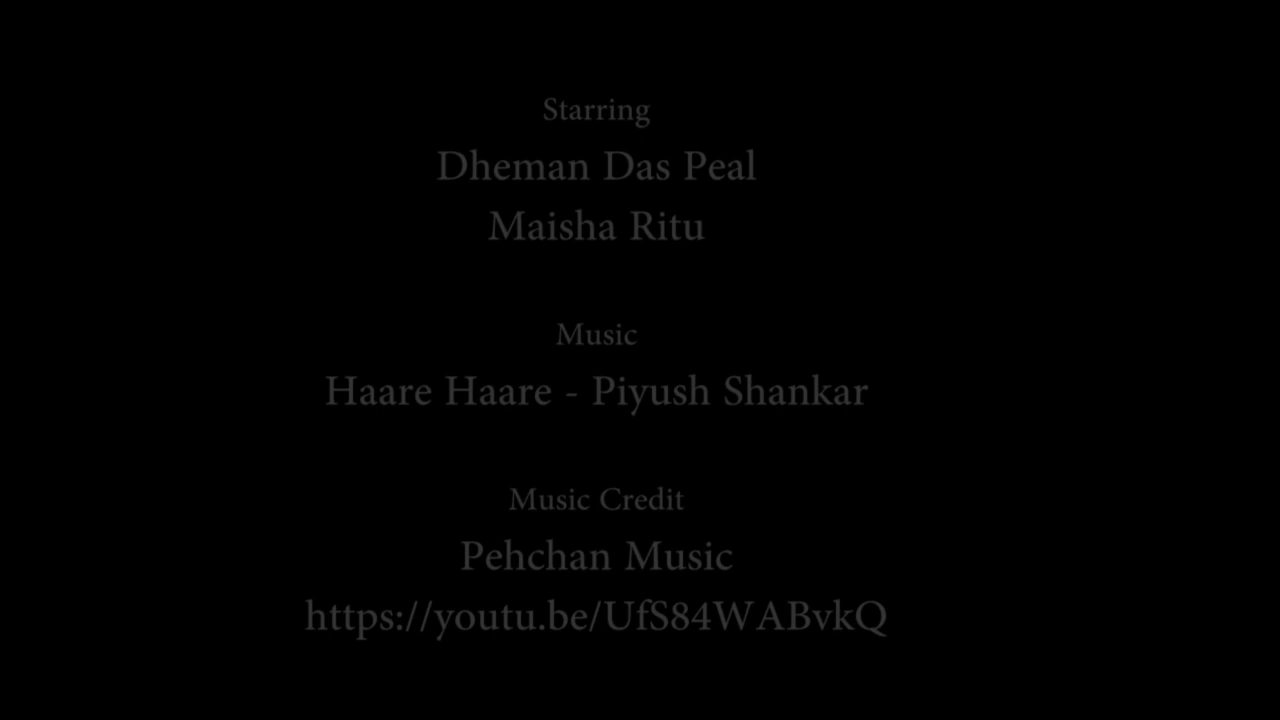 Starring
Dheman Das Peal
Maisha Ritu
Music
Haare Haare - Piyush Shankar
Music Credit
Pehchan Music
https://youtu.be/UfS84WABvkQ